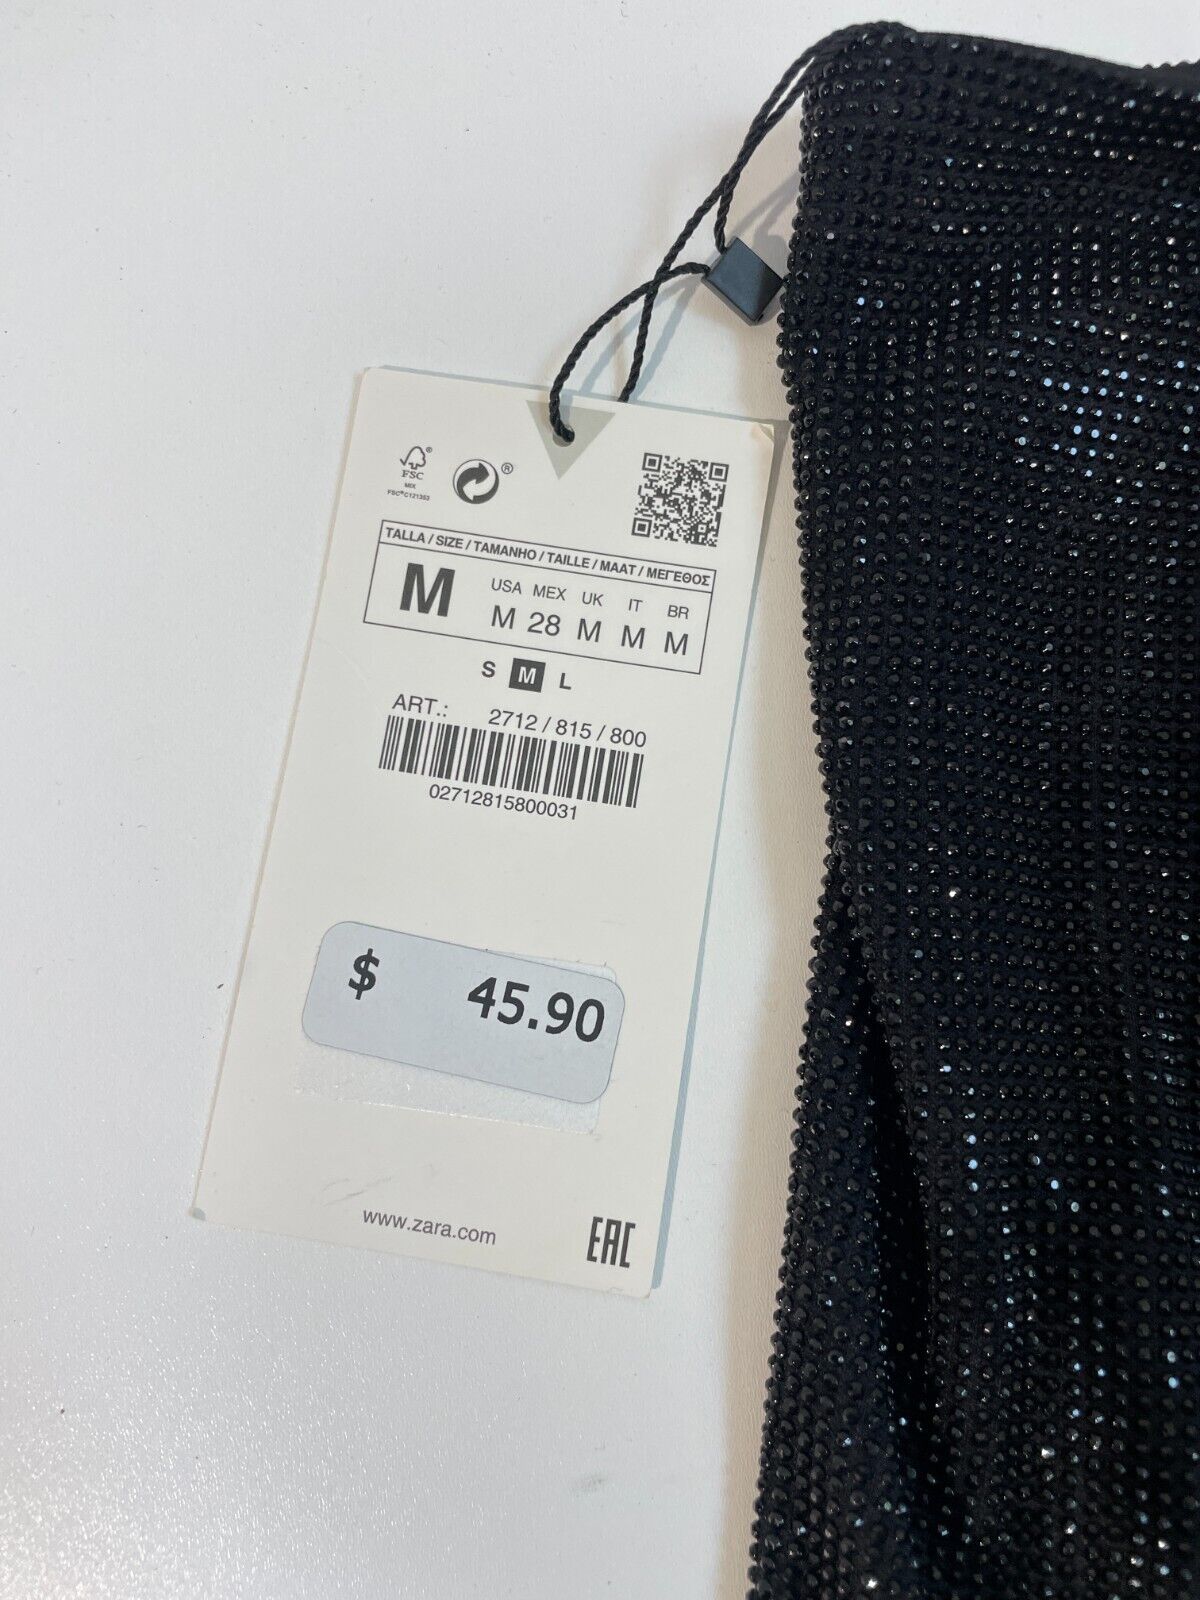 FSC®
MIX
FSC®C121353
®
TALLA / SIZE / TAMANHO / TAILLE / MAAT / ΜΕΓΕΘΟΣ
M
USA MEX UK IT BR
M 28 M M M
S M L
ART.: 2712 / 815 / 800
02712815800031
$ 45.90
www.zara.com
EAC